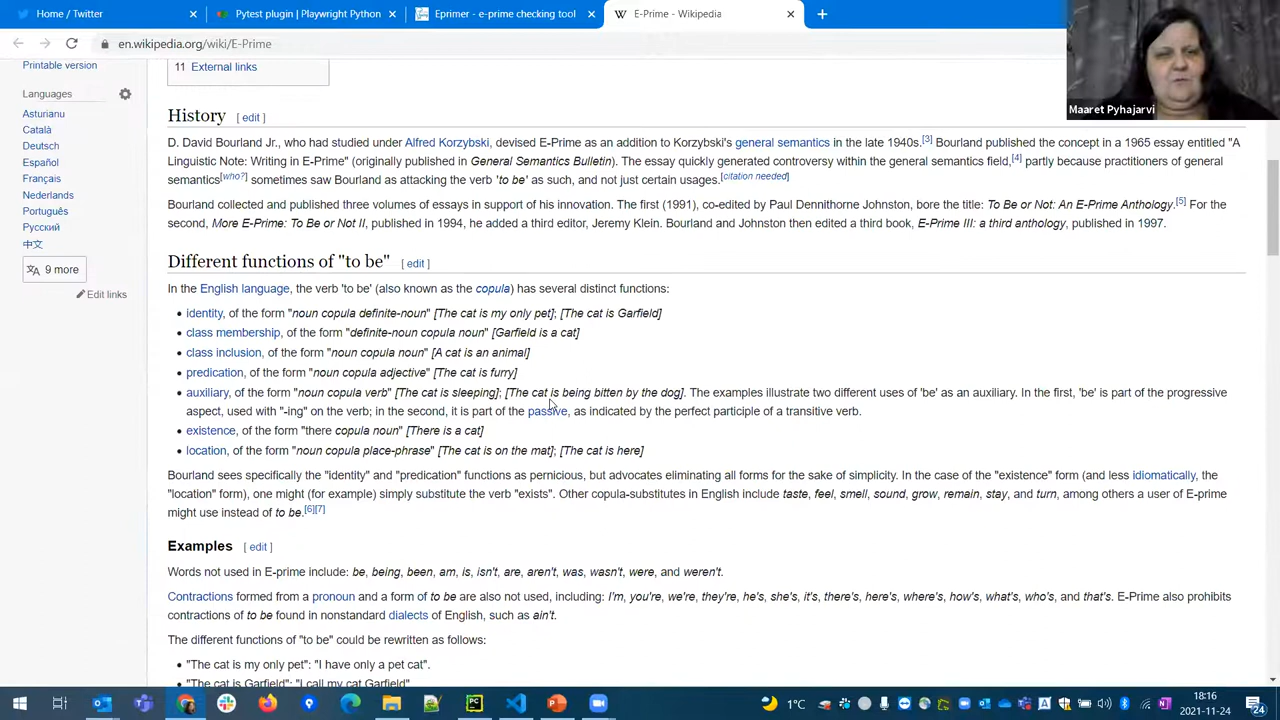 Home / Twitter
Pytest plugin | Playwright Python
Eprimer - e-prime checking tool
E-Prime - Wikipedia
en.wikipedia.org/wiki/E-Prime
Maaret Pyhajarvi
Printable version
Languages
Asturianu
Català
Deutsch
Español
Français
Nederlands
Português
Русский
中文
9 more
Edit links
11 External links
History [ edit ]
D. David Bourland Jr., who had studied under Alfred Korzybski, devised E-Prime as an addition to Korzybski's general semantics in the late 1940s.[3] Bourland published the concept in a 1965 essay entitled "A
Linguistic Note: Writing in E-Prime" (originally published in General Semantics Bulletin). The essay quickly generated controversy within the general semantics field,[4] partly because practitioners of general
semantics[who?] sometimes saw Bourland as attacking the verb 'to be' as such, and not just certain usages.[citation needed]
Bourland collected and published three volumes of essays in support of his innovation. The first (1991), co-edited by Paul Dennithorne Johnston, bore the title: To Be or Not: An E-Prime Anthology.[5] For the
second, More E-Prime: To Be or Not II, published in 1994, he added a third editor, Jeremy Klein. Bourland and Johnston then edited a third book, E-Prime III: a third anthology, published in 1997.
Different functions of "to be" [ edit ]
In the English language, the verb 'to be' (also known as the copula) has several distinct functions:
• identity, of the form "noun copula definite-noun" [The cat is my only pet]; [The cat is Garfield]
• class membership, of the form "definite-noun copula noun" [Garfield is a cat]
• class inclusion, of the form "noun copula noun" [A cat is an animal]
• predication, of the form "noun copula adjective" [The cat is furry]
• auxiliary, of the form "noun copula verb" [The cat is sleeping]; [The cat is being bitten by the dog]. The examples illustrate two different uses of 'be' as an auxiliary. In the first, 'be' is part of the progressive
aspect, used with "-ing" on the verb; in the second, it is part of the passive, as indicated by the perfect participle of a transitive verb.
• existence, of the form "there copula noun" [There is a cat]
• location, of the form "noun copula place-phrase" [The cat is on the mat]; [The cat is here]
Bourland sees specifically the "identity" and "predication" functions as pernicious, but advocates eliminating all forms for the sake of simplicity. In the case of the "existence" form (and less idiomatically, the
"location" form), one might (for example) simply substitute the verb "exists". Other copula-substitutes in English include taste, feel, smell, sound, grow, remain, stay, and turn, among others a user of E-prime
might use instead of to be.[6][7]
Examples [ edit ]
Words not used in E-prime include: be, being, been, am, is, isn't, are, aren't, was, wasn't, were, and weren't.
Contractions formed from a pronoun and a form of to be are also not used, including: I'm, you're, we're, they're, he's, she's, it's, there's, here's, where's, how's, what's, who's, and that's. E-Prime also prohibits
contractions of to be found in nonstandard dialects of English, such as ain't.
The different functions of "to be" could be rewritten as follows:
• "The cat is my only pet": "I have only a pet cat".
• "The cat is Garfield": "I call my cat Garfield"
1°C
18:16
2021-11-24
24